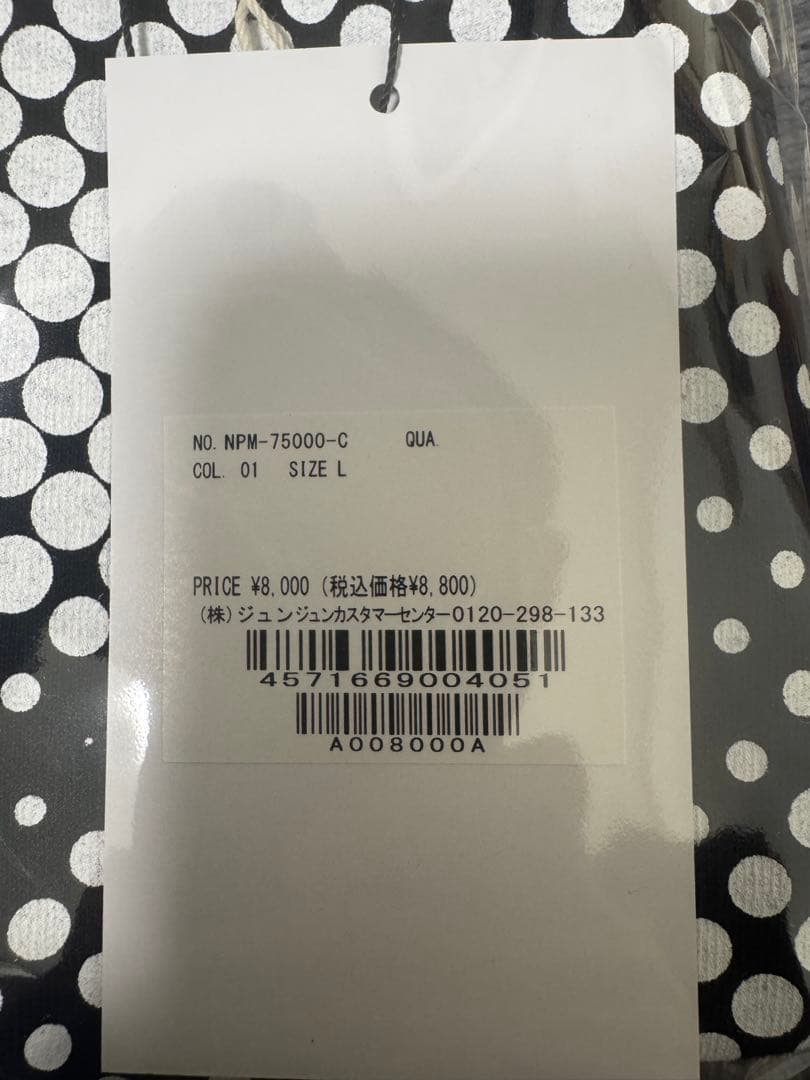 NO. NPM-75000-C QUA.
COL. 01 SIZE L
PRICE ¥8,000 (税込価格¥8,800)
(株)ジュンジュンカスタマーセンター0120-298-133
4571669004051
A008000A